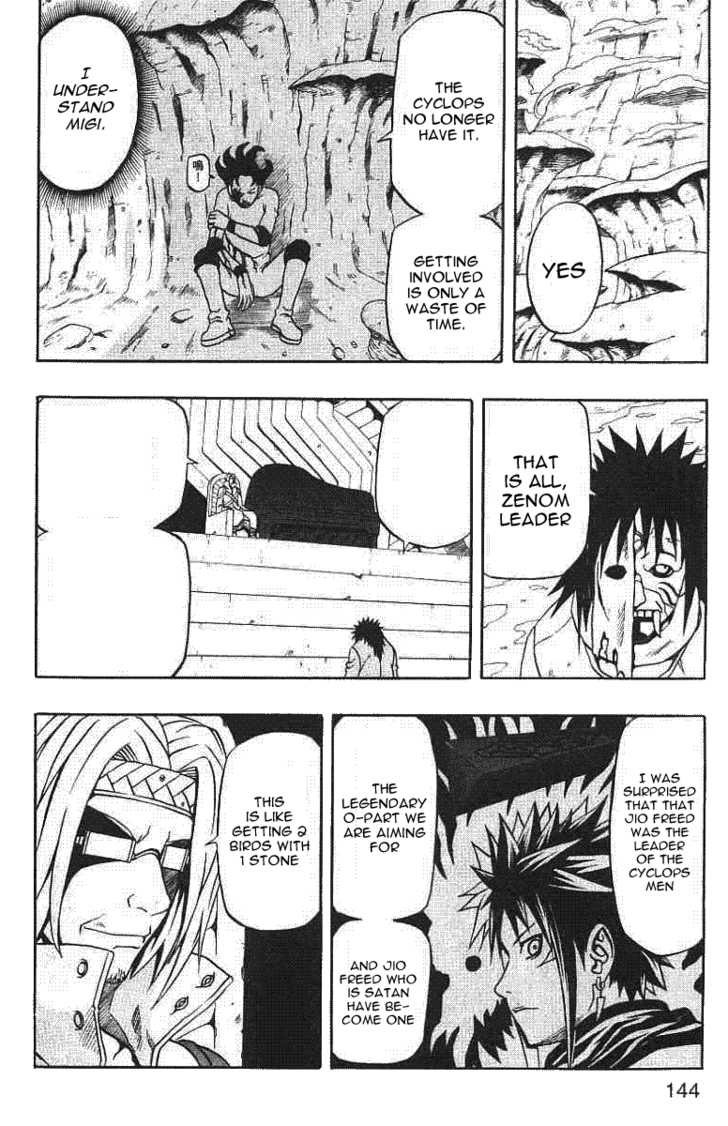 YES
THE
CYCLOPS
NO LONGER
HAVE IT.
GETTING
INVOLVED
IS ONLY A
WASTE OF
TIME.
I
UNDER-
STAND
MIGI.
THAT
IS ALL,
ZENOM
LEADER
I WAS
SURPRISED
THAT THAT
JIO FREED
WAS THE
LEADER
OF THE
CYCLOPS
MEN
THE
LEGENDARY
O-PART WE
ARE AIMING
FOR
AND JIO
FREED WHO
IS SATAN
HAVE BE-
COME ONE
THIS
IS LIKE
GETTING 2
BIRDS WITH
1 STONE
144